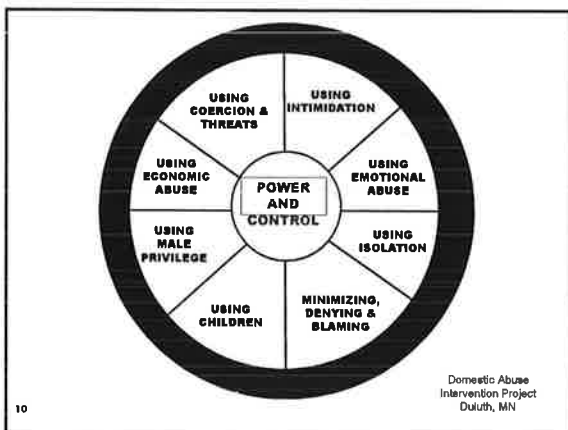 USING
COERCION &
THREATS
USING
INTIMIDATION
USING
EMOTIONAL
ABUSE
USING
ISOLATION
MINIMIZING,
DENYING &
BLAMING
USING
CHILDREN
USING
MALE
PRIVILEGE
USING
ECONOMIC
ABUSE
POWER
AND
CONTROL
Domestic Abuse
Intervention Project
Duluth, MN
10